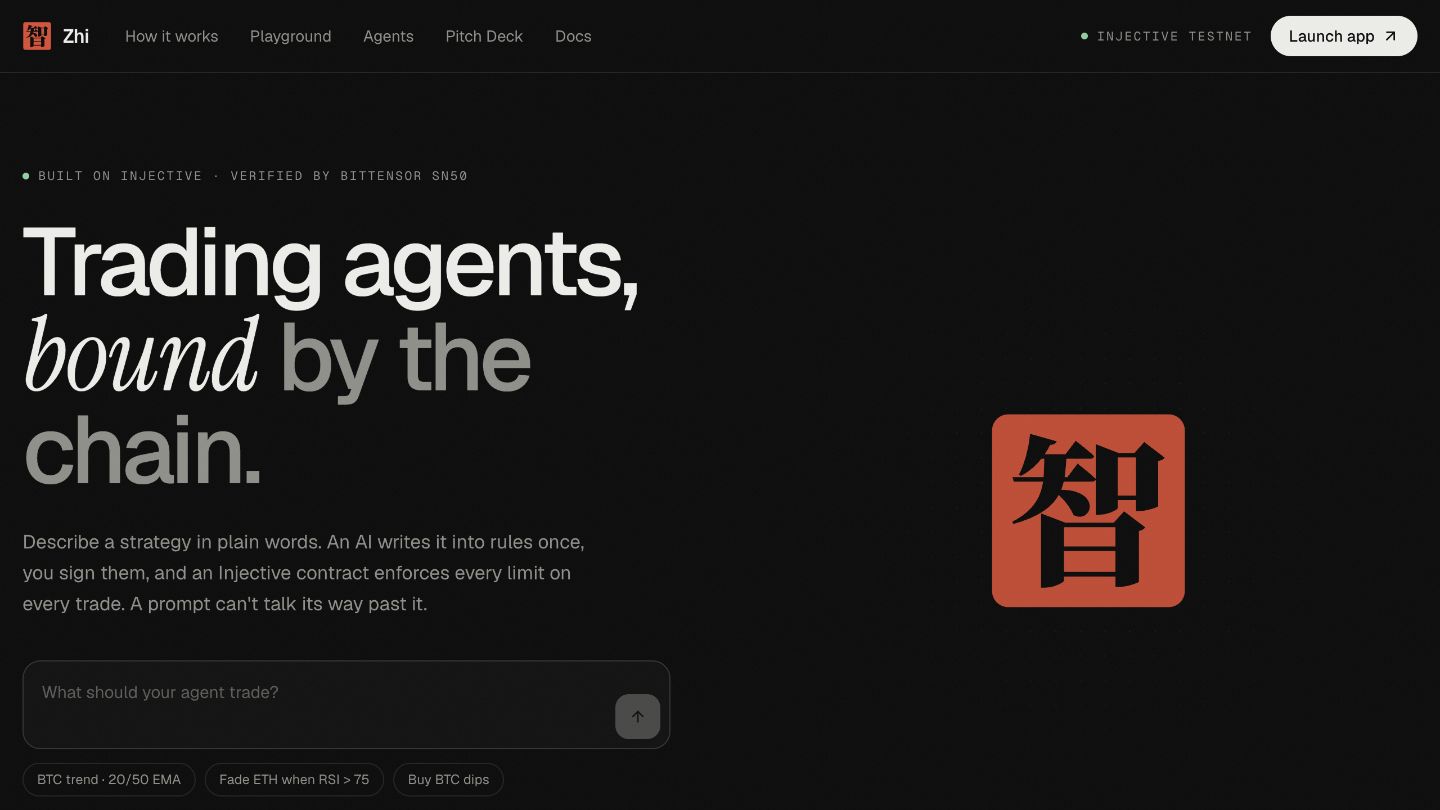 智 Zhi How it works Playground Agents Pitch Deck Docs INJECTIVE TESTNET Launch app
BUILT ON INJECTIVE · VERIFIED BY BITTENSOR SN50
Trading agents,
bound by the
chain.
智
Describe a strategy in plain words. An AI writes it into rules once,
you sign them, and an Injective contract enforces every limit on
every trade. A prompt can't talk its way past it.
What should your agent trade?
BTC trend · 20/50 EMA Fade ETH when RSI > 75 Buy BTC dips